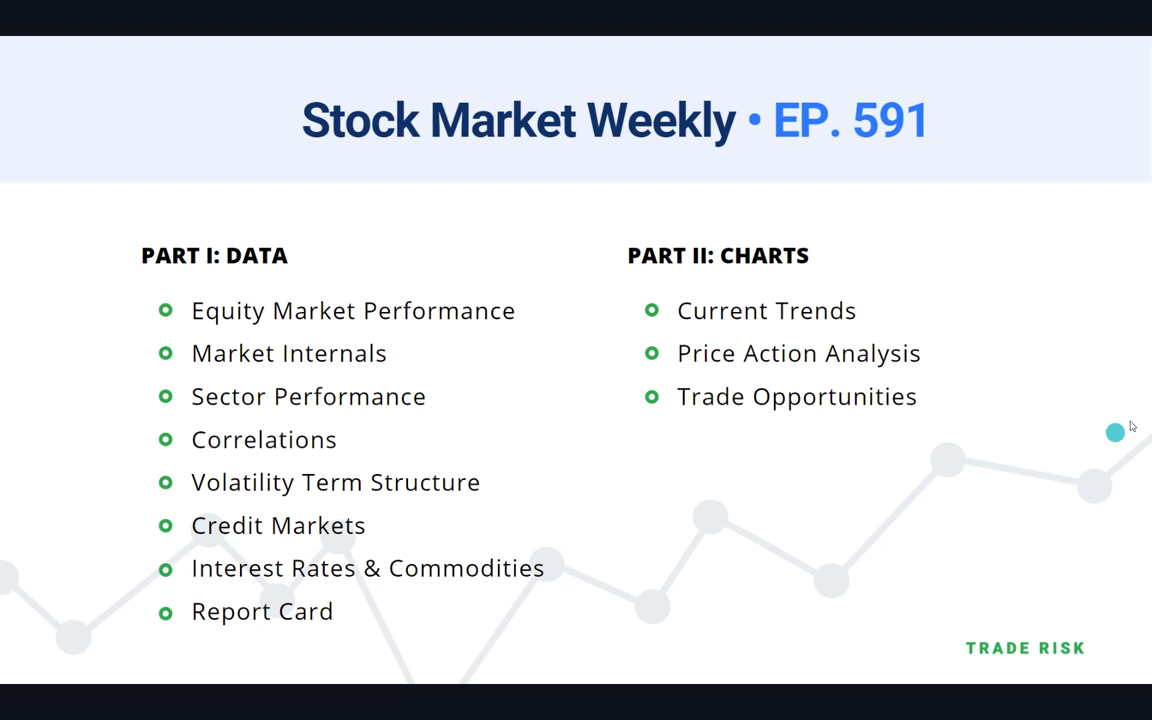 Stock Market Weekly • EP. 591
PART I: DATA
Equity Market Performance
Market Internals
Sector Performance
Correlations
Volatility Term Structure
Credit Markets
Interest Rates & Commodities
Report Card
PART II: CHARTS
Current Trends
Price Action Analysis
Trade Opportunities
TRADE RISK